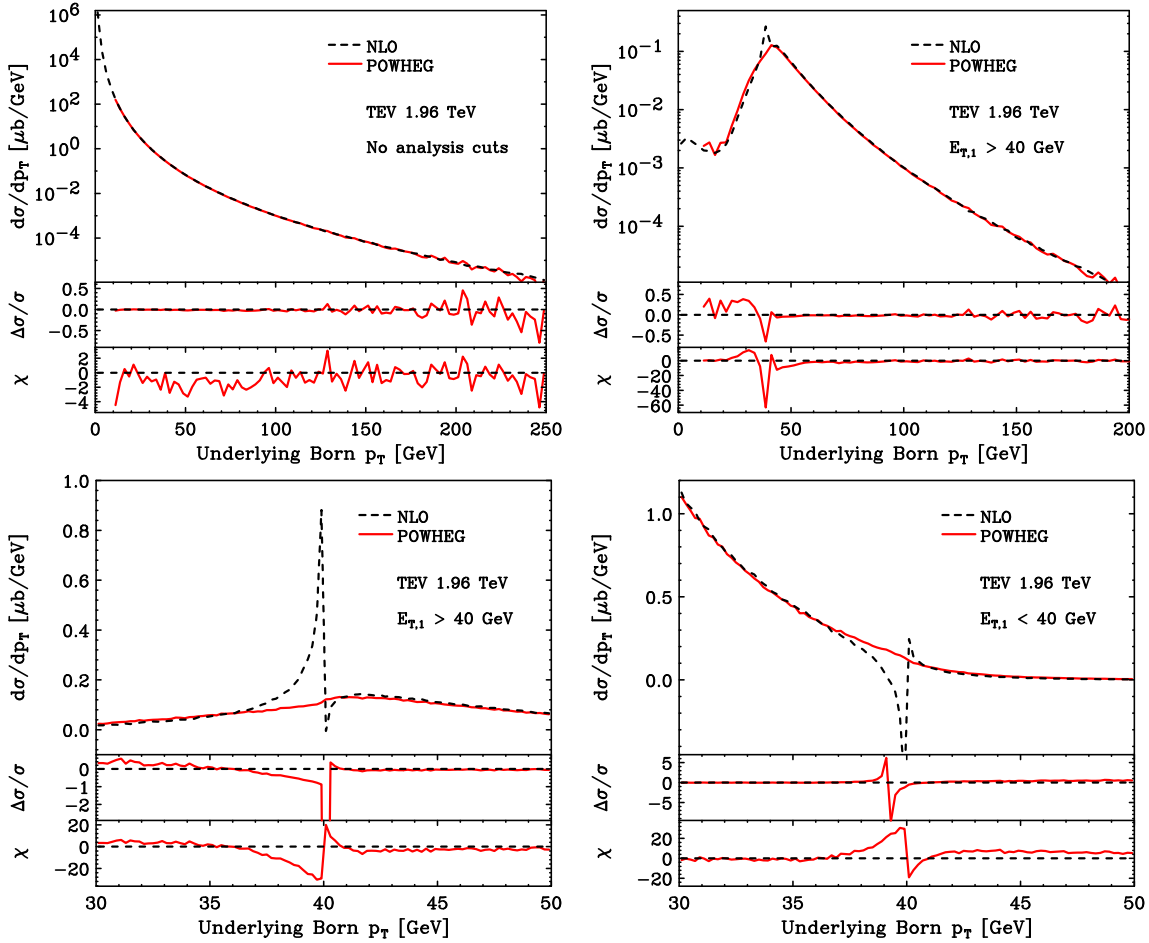 10^6
10^4
10^2
10^0
10^-2
10^-4
dσ/dp_T [μb/GeV]
NLO
POWHEG
TEV 1.96 TeV
No analysis cuts
0.5
0.0
−0.5
Δσ/σ
2
0
−2
−4
χ
0 50 100 150 200 250
Underlying Born p_T [GeV]
10^-1
10^-2
10^-3
10^-4
dσ/dp_T [μb/GeV]
NLO
POWHEG
TEV 1.96 TeV
E_T,1 > 40 GeV
0.5
0.0
−0.5
Δσ/σ
0
−20
−40
−60
χ
0 50 100 150 200
Underlying Born p_T [GeV]
1.0
0.8
0.6
0.4
0.2
0.0
dσ/dp_T [μb/GeV]
NLO
POWHEG
TEV 1.96 TeV
E_T,1 > 40 GeV
0
−1
−2
Δσ/σ
20
0
−20
χ
30 35 40 45 50
Underlying Born p_T [GeV]
1.0
0.5
0.0
dσ/dp_T [μb/GeV]
NLO
POWHEG
TEV 1.96 TeV
E_T,1 < 40 GeV
5
0
−5
Δσ/σ
20
0
−20
χ
30 35 40 45 50
Underlying Born p_T [GeV]